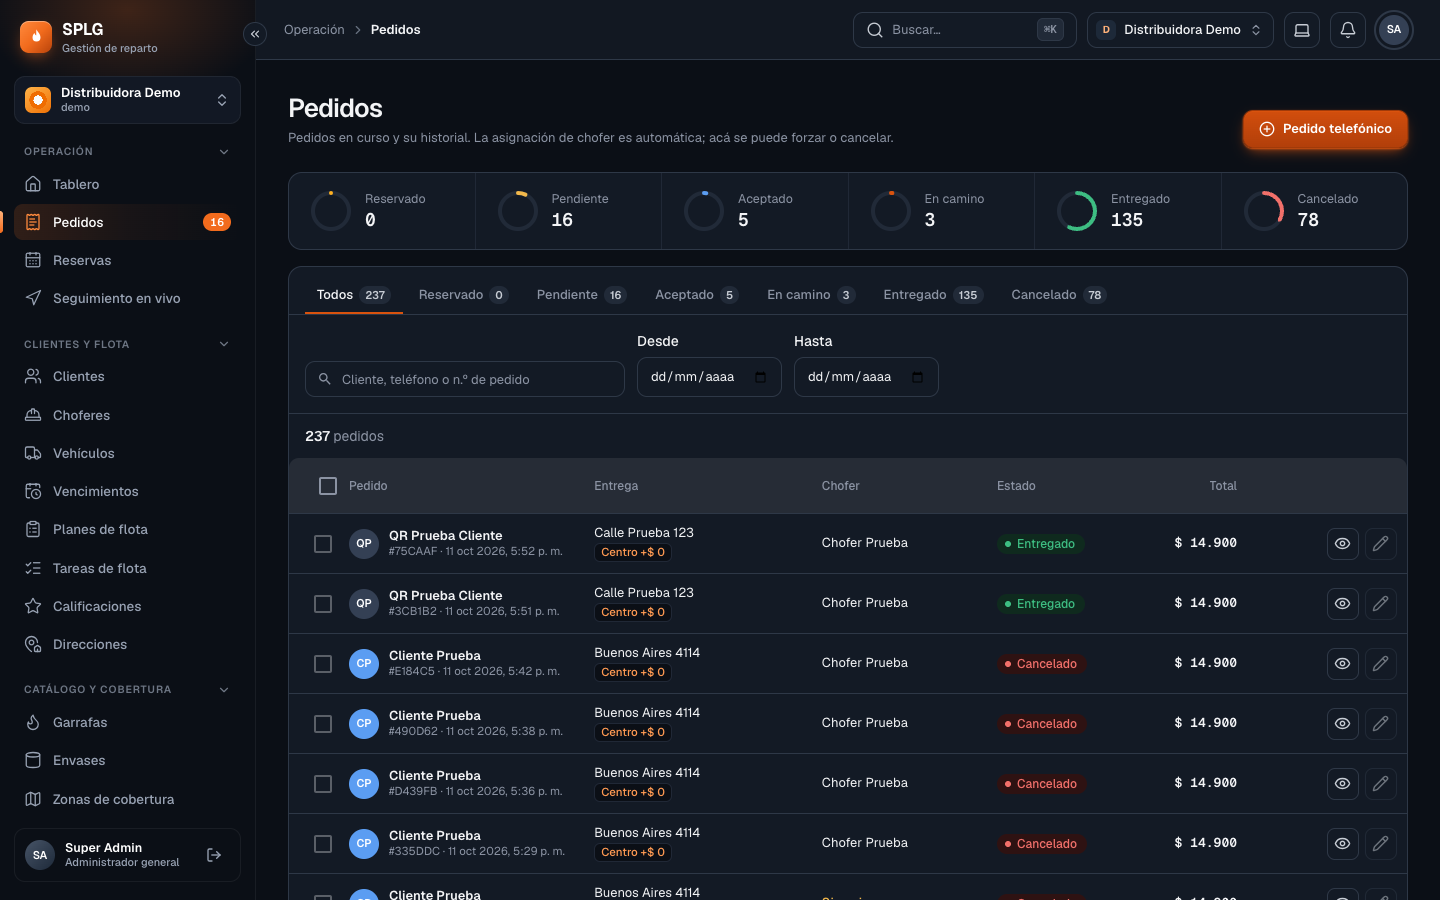 SPLG
Gestión de reparto
Distribuidora Demo
demo
OPERACIÓN
Tablero
Pedidos 16
Reservas
Seguimiento en vivo
CLIENTES Y FLOTA
Clientes
Choferes
Vehículos
Vencimientos
Planes de flota
Tareas de flota
Calificaciones
Direcciones
CATÁLOGO Y COBERTURA
Garrafas
Envases
Zonas de cobertura
SA Super Admin
Administrador general
Operación > Pedidos
Buscar... ⌘K
D Distribuidora Demo
SA
Pedidos
Pedidos en curso y su historial. La asignación de chofer es automática; acá se puede forzar o cancelar.
Pedido telefónico
Reservado 0
Pendiente 16
Aceptado 5
En camino 3
Entregado 135
Cancelado 78
Todos 237 Reservado 0 Pendiente 16 Aceptado 5 En camino 3 Entregado 135 Cancelado 78
Desde Hasta
Cliente, teléfono o n.º de pedido dd/mm/aaaa dd/mm/aaaa
237 pedidos
Pedido Entrega Chofer Estado Total
QP QR Prueba Cliente
#75CAAF · 11 oct 2026, 5:52 p. m.
Calle Prueba 123
Centro +$ 0
Chofer Prueba Entregado $ 14.900
QP QR Prueba Cliente
#3CB1B2 · 11 oct 2026, 5:51 p. m.
Calle Prueba 123
Centro +$ 0
Chofer Prueba Entregado $ 14.900
CP Cliente Prueba
#E184C5 · 11 oct 2026, 5:42 p. m.
Buenos Aires 4114
Centro +$ 0
Chofer Prueba Cancelado $ 14.900
CP Cliente Prueba
#490D62 · 11 oct 2026, 5:38 p. m.
Buenos Aires 4114
Centro +$ 0
Chofer Prueba Cancelado $ 14.900
CP Cliente Prueba
#D439FB · 11 oct 2026, 5:36 p. m.
Buenos Aires 4114
Centro +$ 0
Chofer Prueba Cancelado $ 14.900
CP Cliente Prueba
#335DDC · 11 oct 2026, 5:29 p. m.
Buenos Aires 4114
Centro +$ 0
Chofer Prueba Cancelado $ 14.900
CP Cliente Prueba
Buenos Aires 4114